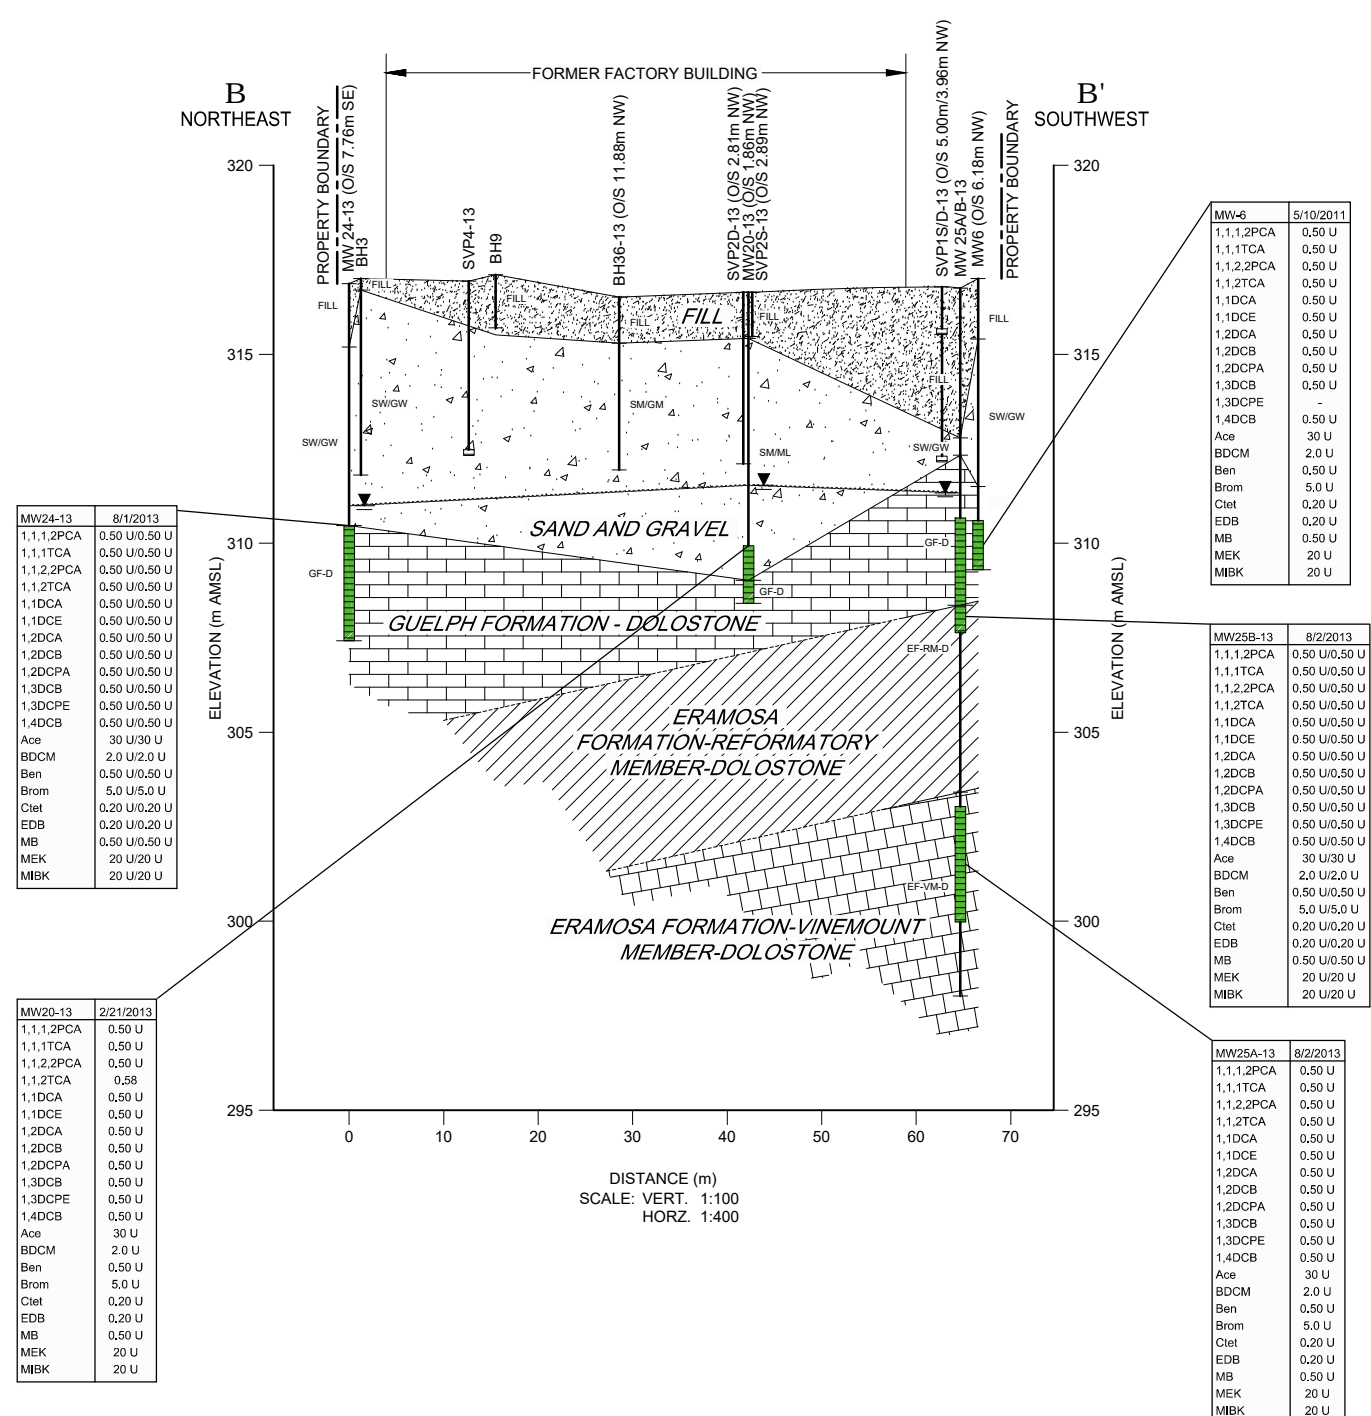 B
NORTHEAST
FORMER FACTORY BUILDING
B'
SOUTHWEST
PROPERTY BOUNDARY
MW 24-13 (O/S 7.76m SE)
BH3
SVP4-13
BH9
BH36-13 (O/S 11.88m NW)
SVP2D-13 (O/S 2.81m NW)
MW20-13 (O/S 1.86m NW)
SVP2S-13 (O/S 2.89m NW)
SVP1S/D-13 (O/S 5.00m/3.96m NW)
MW 25A/B-13
MW6 (O/S 6.18m NW)
PROPERTY BOUNDARY
320
315
310
305
300
295
ELEVATION (m AMSL)
320
315
310
305
300
295
ELEVATION (m AMSL)
FILL
FILL
FILL
FILL
FILL
FILL
FILL
FILL
SW/GW
SW/GW
SM/GM
SM/ML
SW/GW
SW/GW
SAND AND GRAVEL
GF-D
GF-D
GF-D
GUELPH FORMATION - DOLOSTONE
EF-RM-D
ERAMOSA
FORMATION-REFORMATORY
MEMBER-DOLOSTONE
EF-VM-D
ERAMOSA FORMATION-VINEMOUNT
MEMBER-DOLOSTONE
0 10 20 30 40 50 60 70
DISTANCE (m)
SCALE: VERT. 1:100
HORZ. 1:400
MW24-13 8/1/2013
1,1,1,2PCA 0.50 U/0.50 U
1,1,1TCA 0.50 U/0.50 U
1,1,2,2PCA 0.50 U/0.50 U
1,1,2TCA 0.50 U/0.50 U
1,1DCA 0.50 U/0.50 U
1,1DCE 0.50 U/0.50 U
1,2DCA 0.50 U/0.50 U
1,2DCB 0.50 U/0.50 U
1,2DCPA 0.50 U/0.50 U
1,3DCB 0.50 U/0.50 U
1,3DCPE 0.50 U/0.50 U
1,4DCB 0.50 U/0.50 U
Ace 30 U/30 U
BDCM 2.0 U/2.0 U
Ben 0.50 U/0.50 U
Brom 5.0 U/5.0 U
Ctet 0.20 U/0.20 U
EDB 0.20 U/0.20 U
MB 0.50 U/0.50 U
MEK 20 U/20 U
MIBK 20 U/20 U
MW20-13 2/21/2013
1,1,1,2PCA 0.50 U
1,1,1TCA 0.50 U
1,1,2,2PCA 0.50 U
1,1,2TCA 0.58
1,1DCA 0.50 U
1,1DCE 0.50 U
1,2DCA 0.50 U
1,2DCB 0.50 U
1,2DCPA 0.50 U
1,3DCB 0.50 U
1,3DCPE 0.50 U
1,4DCB 0.50 U
Ace 30 U
BDCM 2.0 U
Ben 0.50 U
Brom 5.0 U
Ctet 0.20 U
EDB 0.20 U
MB 0.50 U
MEK 20 U
MIBK 20 U
MW-6 5/10/2011
1,1,1,2PCA 0.50 U
1,1,1TCA 0.50 U
1,1,2,2PCA 0.50 U
1,1,2TCA 0.50 U
1,1DCA 0.50 U
1,1DCE 0.50 U
1,2DCA 0.50 U
1,2DCB 0.50 U
1,2DCPA 0.50 U
1,3DCB 0.50 U
1,3DCPE -
1,4DCB 0.50 U
Ace 30 U
BDCM 2.0 U
Ben 0.50 U
Brom 5.0 U
Ctet 0.20 U
EDB 0.20 U
MB 0.50 U
MEK 20 U
MIBK 20 U
MW25B-13 8/2/2013
1,1,1,2PCA 0.50 U/0.50 U
1,1,1TCA 0.50 U/0.50 U
1,1,2,2PCA 0.50 U/0.50 U
1,1,2TCA 0.50 U/0.50 U
1,1DCA 0.50 U/0.50 U
1,1DCE 0.50 U/0.50 U
1,2DCA 0.50 U/0.50 U
1,2DCB 0.50 U/0.50 U
1,2DCPA 0.50 U/0.50 U
1,3DCB 0.50 U/0.50 U
1,3DCPE 0.50 U/0.50 U
1,4DCB 0.50 U/0.50 U
Ace 30 U/30 U
BDCM 2.0 U/2.0 U
Ben 0.50 U/0.50 U
Brom 5.0 U/5.0 U
Ctet 0.20 U/0.20 U
EDB 0.20 U/0.20 U
MB 0.50 U/0.50 U
MEK 20 U/20 U
MIBK 20 U/20 U
MW25A-13 8/2/2013
1,1,1,2PCA 0.50 U
1,1,1TCA 0.50 U
1,1,2,2PCA 0.50 U
1,1,2TCA 0.50 U
1,1DCA 0.50 U
1,1DCE 0.50 U
1,2DCA 0.50 U
1,2DCB 0.50 U
1,2DCPA 0.50 U
1,3DCB 0.50 U
1,3DCPE 0.50 U
1,4DCB 0.50 U
Ace 30 U
BDCM 2.0 U
Ben 0.50 U
Brom 5.0 U
Ctet 0.20 U
EDB 0.20 U
MB 0.50 U
MEK 20 U
MIBK 20 U